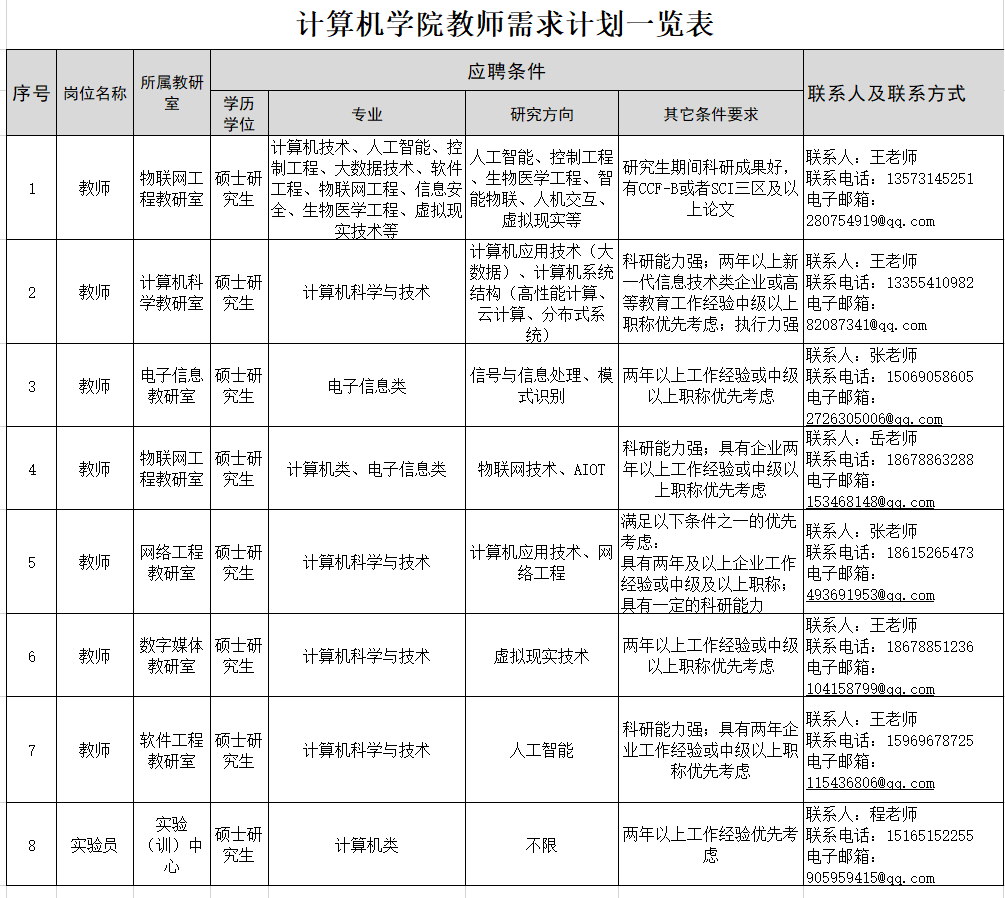 计算机学院教师需求计划一览表
序号
岗位名称
所属教研
室
应聘条件
联系人及联系方式
学历
学位
专业
研究方向
其它条件要求
1
教师
物联网工
程教研室
硕士研
究生
计算机技术、人工智能、控
制工程、大数据技术、软件
工程、物联网工程、信息安
全、生物医学工程、虚拟现
实技术等
人工智能、控制工程
、生物医学工程、智
能物联、人机交互、
虚拟现实等
研究生期间科研成果好，
有CCF-B或者SCI三区及以
上论文
联系人：王老师
联系电话：13573145251
电子邮箱：
280754919@qq.com
2
教师
计算机科
学教研室
硕士研
究生
计算机科学与技术
计算机应用技术（大
数据）、计算机系统
结构（高性能计算、
云计算、分布式系
统）
科研能力强；两年以上新
一代信息技术类企业或高
等教育工作经验中级以上
职称优先考虑；执行力强
联系人：王老师
联系电话：13355410982
电子邮箱：
82087341@qq.com
3
教师
电子信息
教研室
硕士研
究生
电子信息类
信号与信息处理、模
式识别
两年以上工作经验或中级
以上职称优先考虑
联系人：张老师
联系电话：15069058605
电子邮箱：
2726305006@qq.com
4
教师
物联网工
程教研室
硕士研
究生
计算机类、电子信息类
物联网技术、AIOT
科研能力强；具有企业两
年以上工作经验或中级以
上职称优先考虑
联系人：岳老师
联系电话：18678863288
电子邮箱：
153468148@qq.com
5
教师
网络工程
教研室
硕士研
究生
计算机科学与技术
计算机应用技术、网
络工程
满足以下条件之一的优先
考虑：
具有两年及以上企业工作
经验或中级及以上职称；
具有一定的科研能力
联系人：张老师
联系电话：18615265473
电子邮箱：
493691953@qq.com
6
教师
数字媒体
教研室
硕士研
究生
计算机科学与技术
虚拟现实技术
两年以上工作经验或中级
以上职称优先考虑
联系人：王老师
联系电话：18678851236
电子邮箱：
104158799@qq.com
7
教师
软件工程
教研室
硕士研
究生
计算机科学与技术
人工智能
科研能力强；具有两年企
业工作经验或中级以上职
称优先考虑
联系人：王老师
联系电话：15969678725
电子邮箱：
115436806@qq.com
8
实验员
实验
（训）中
心
硕士研
究生
计算机类
不限
两年以上工作经验优先考
虑
联系人：程老师
联系电话：15165152255
电子邮箱：
905959415@qq.com